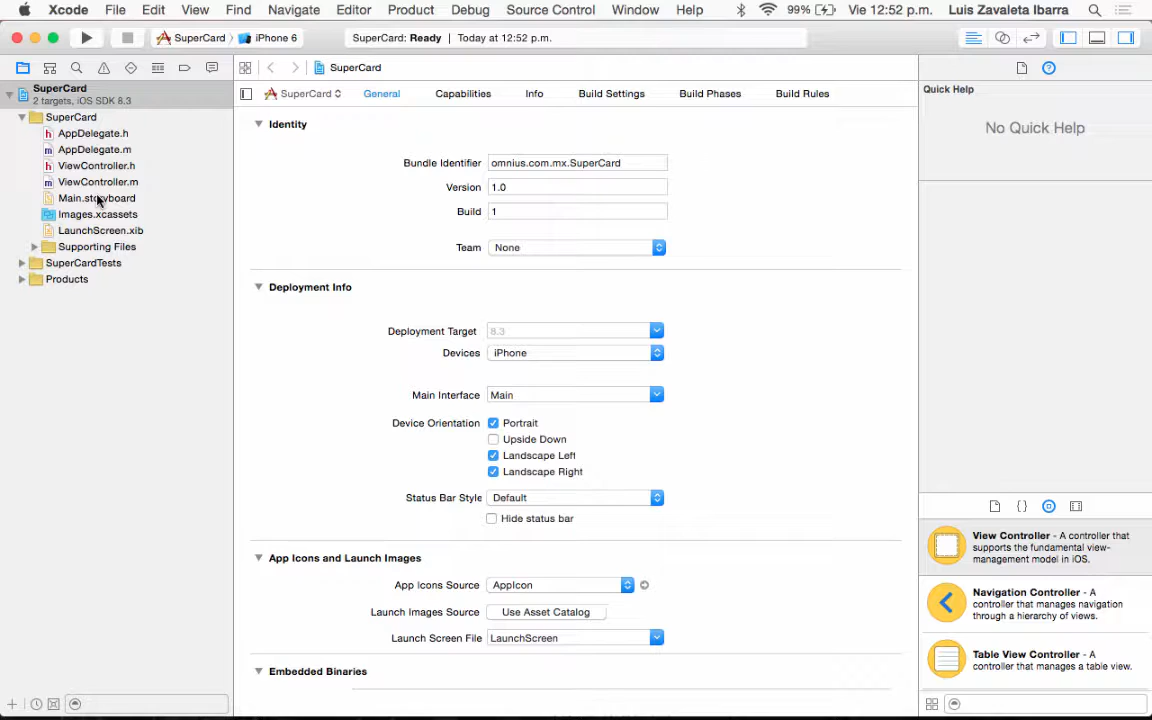 Xcode File Edit View Find Navigate Editor Product Debug Source Control Window Help 99% Vie 12:52 p.m. Luis Zavaleta Ibarra
SuperCard iPhone 6 SuperCard: Ready | Today at 12:52 p.m.
SuperCard
2 targets, iOS SDK 8.3
SuperCard
AppDelegate.h
AppDelegate.m
ViewController.h
ViewController.m
Main.storyboard
Images.xcassets
LaunchScreen.xib
Supporting Files
SuperCardTests
Products
SuperCard
SuperCard General Capabilities Info Build Settings Build Phases Build Rules
Identity
Bundle Identifier omnius.com.mx.SuperCard
Version 1.0
Build 1
Team None
Deployment Info
Deployment Target 8.3
Devices iPhone
Main Interface Main
Device Orientation Portrait
Upside Down
Landscape Left
Landscape Right
Status Bar Style Default
Hide status bar
App Icons and Launch Images
App Icons Source AppIcon
Launch Images Source Use Asset Catalog
Launch Screen File LaunchScreen
Embedded Binaries
Quick Help
No Quick Help
View Controller - A controller that
supports the fundamental view-
management model in iOS.
Navigation Controller - A
controller that manages navigation
through a hierarchy of views.
Table View Controller - A
controller that manages a table view.